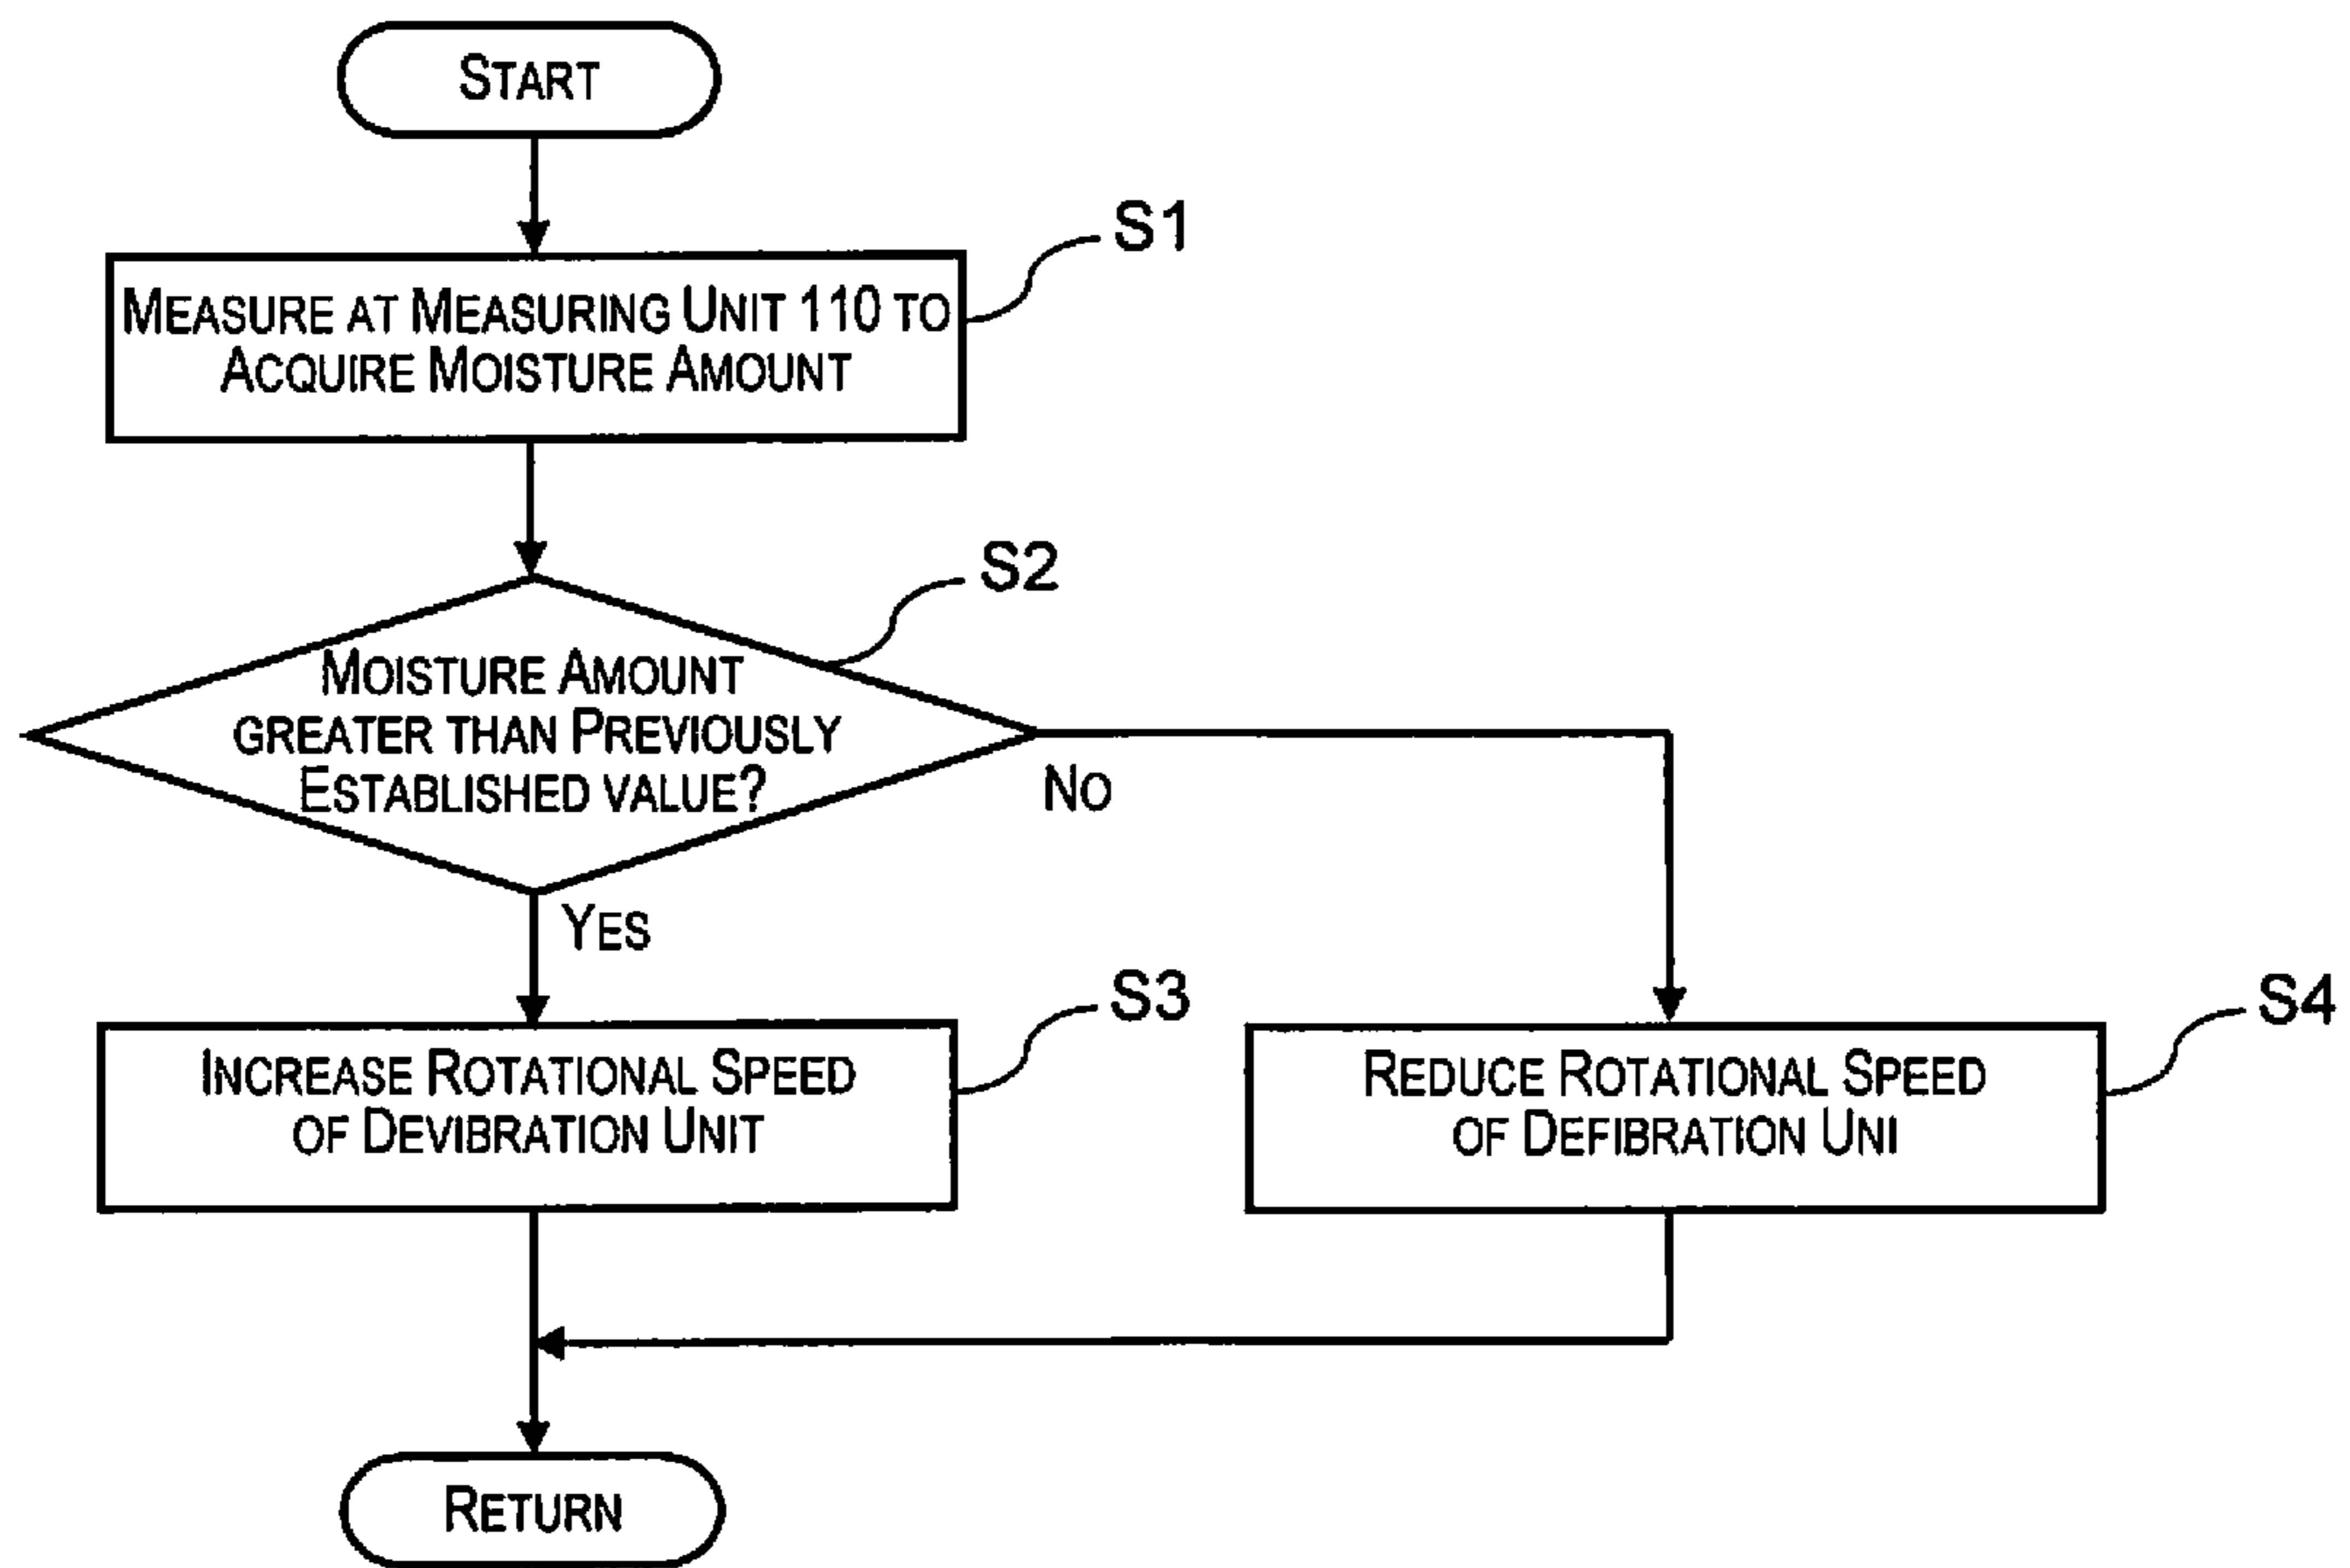 START
S1
MEASURE AT MEASURING UNIT 110 TO
ACQUIRE MOISTURE AMOUNT
S2
MOISTURE AMOUNT
GREATER THAN PREVIOUSLY
ESTABLISHED VALUE?
NO
YES
S3
INCREASE ROTATIONAL SPEED
OF DEVIBRATION UNIT
S4
REDUCE ROTATIONAL SPEED
OF DEFIBRATION UNI
RETURN